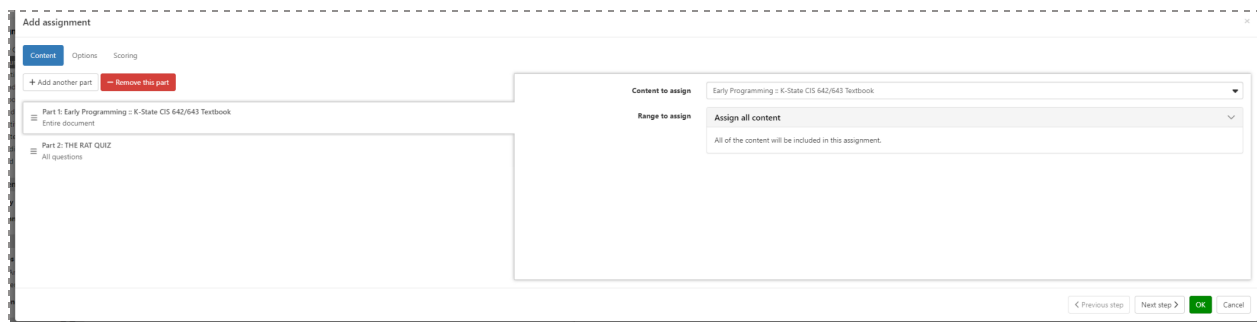 Add assignment
×
Content Options Scoring
+ Add another part − Remove this part
Part 1: Early Programming :: K-State CIS 642/643 Textbook
Entire document
Part 2: THE RAT QUIZ
All questions
Content to assign Early Programming :: K-State CIS 642/643 Textbook
Range to assign Assign all content
All of the content will be included in this assignment.
< Previous step Next step > OK Cancel